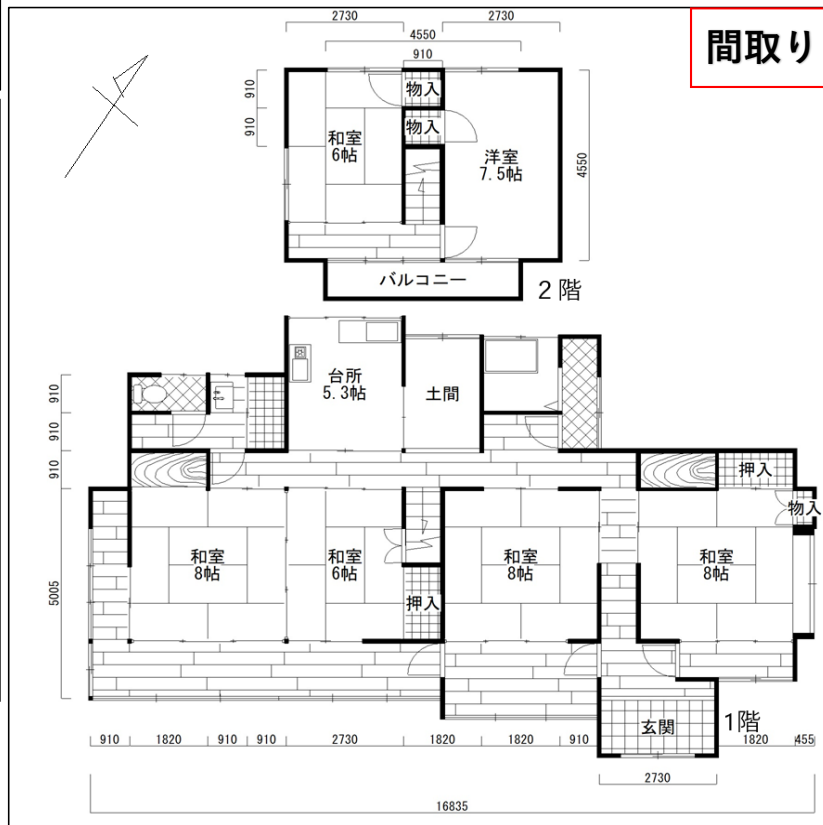 間取り
2730
2730
4550
910
910
910
物入
物入
和室
6帖
洋室
7.5帖
4550
バルコニー
2階
台所
5.3帖
土間
910
910
910
押入
物入
和室
8帖
和室
6帖
和室
8帖
和室
8帖
押入
5005
玄関
1階
910
1820
910
910
2730
1820
1820
910
1820
455
2730
16835